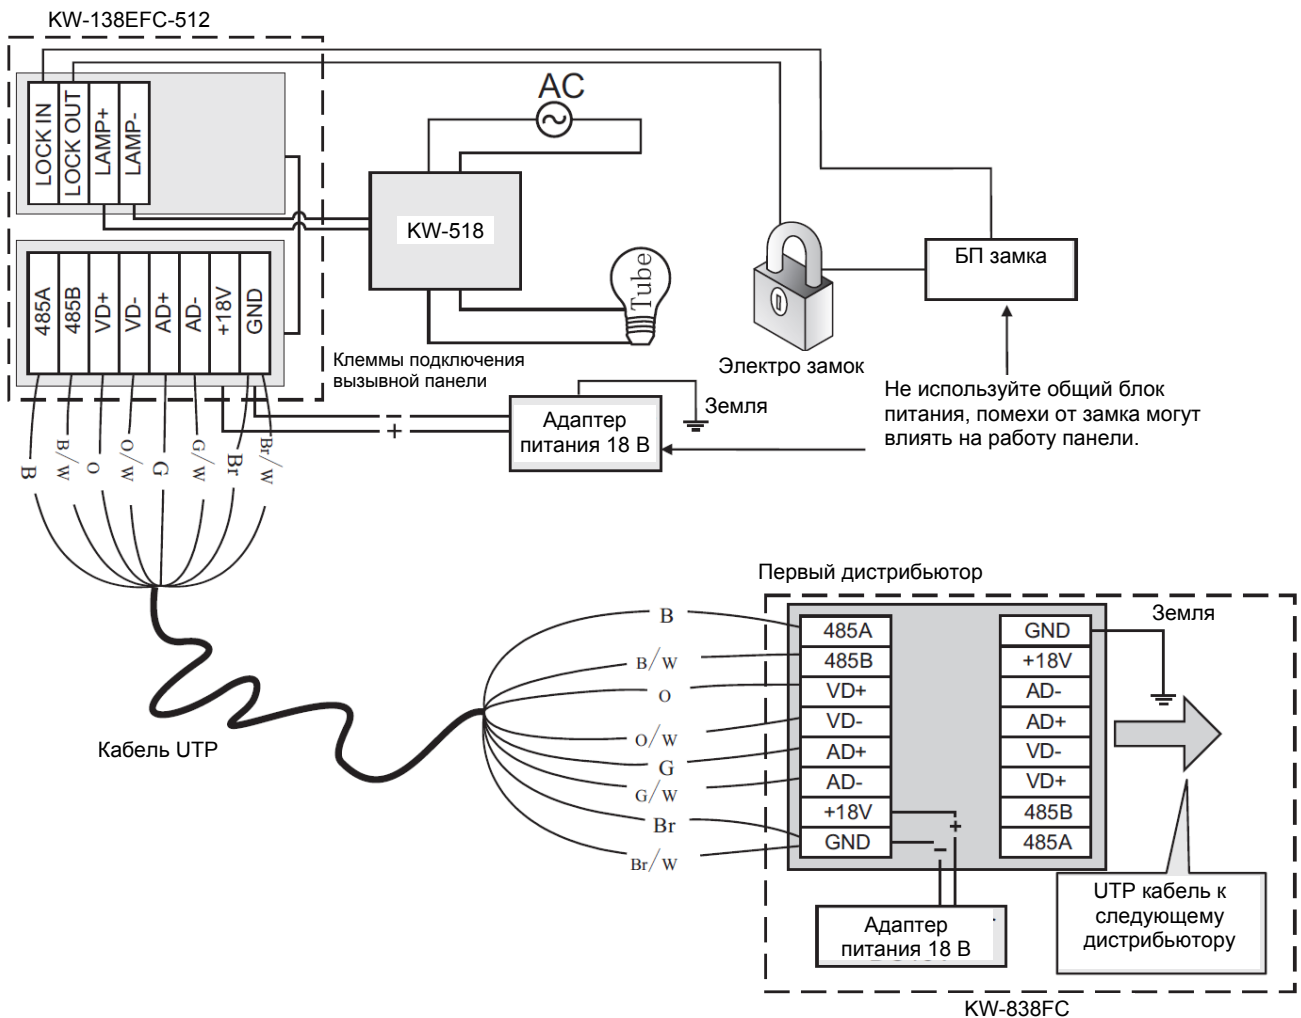 KW-138EFC-512
LOCK IN
LOCK OUT
LAMP+
LAMP-
AC
KW-518
Tube
БП замка
Электро замок
485A
485B
VD+
VD-
AD+
AD-
+18V
GND
Клеммы подключения
вызывной панели
Не используйте общий блок
питания, помехи от замка могут
влиять на работу панели.
Адаптер
питания 18 В
Земля
+
B
B/W
O
O/W
G
G/W
Br
Br/W
Кабель UTP
Первый дистрибьютор
B
B/W
O
O/W
G
G/W
Br
Br/W
485A
485B
VD+
VD-
AD+
AD-
+18V
GND
+
-
GND
+18V
AD-
AD+
VD-
VD+
485B
485A
Земля
Адаптер
питания 18 В
UTP кабель к
следующему
дистрибьютору
KW-838FC